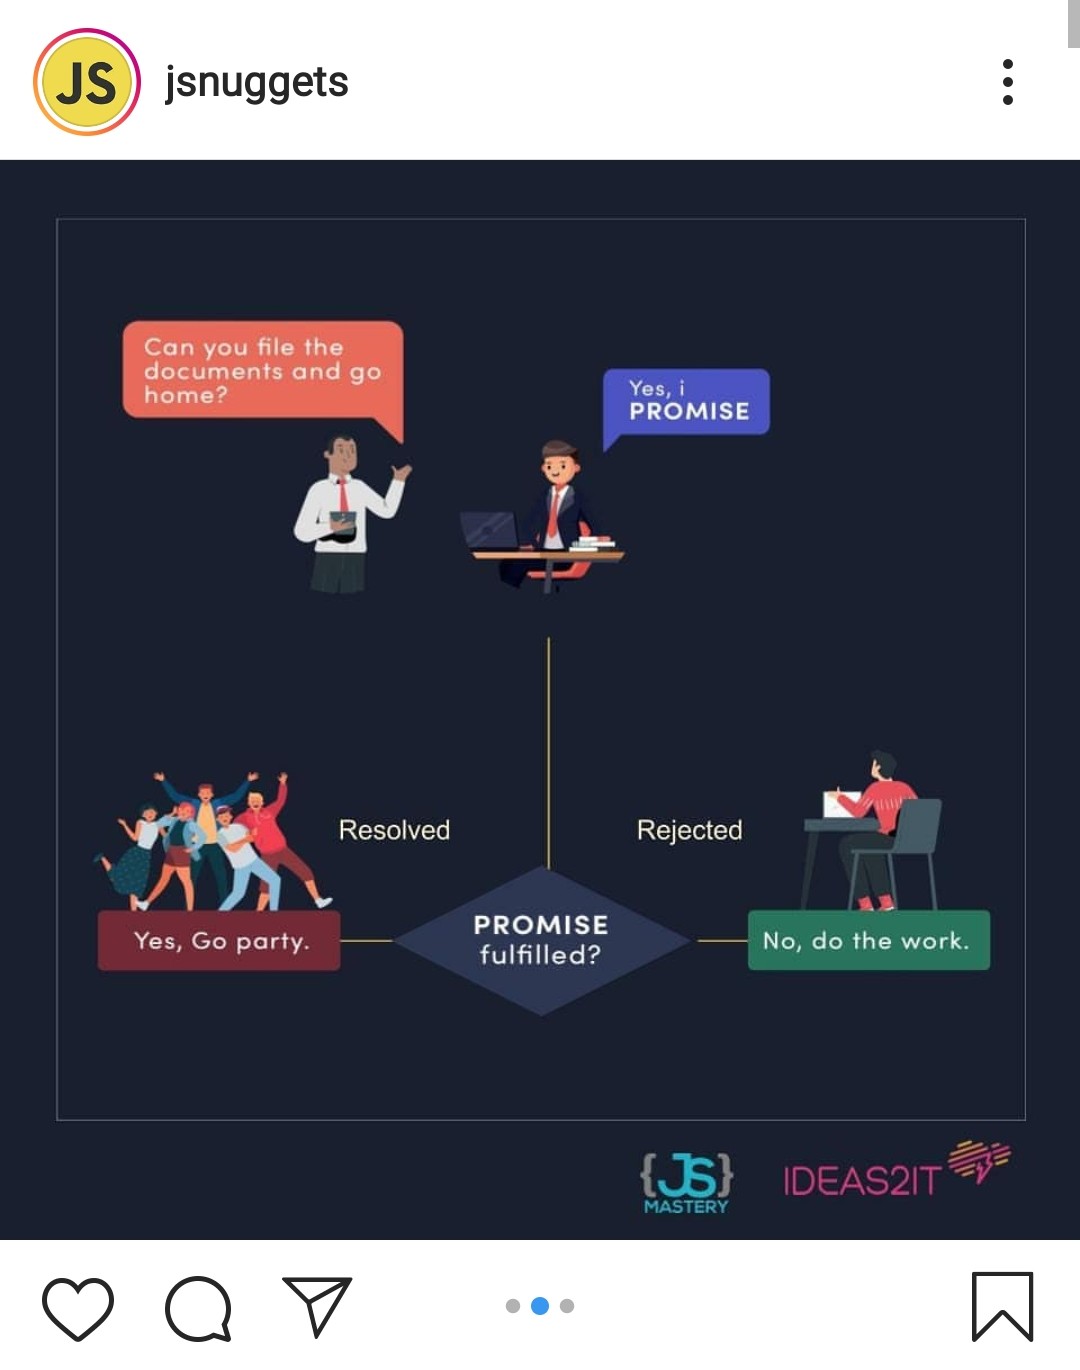 JS
jsnuggets
Can you file the
documents and go
home?
Yes, i
PROMISE
Resolved
Rejected
PROMISE
fulfilled?
Yes, Go party.
No, do the work.
{JS}
MASTERY
IDEAS2IT